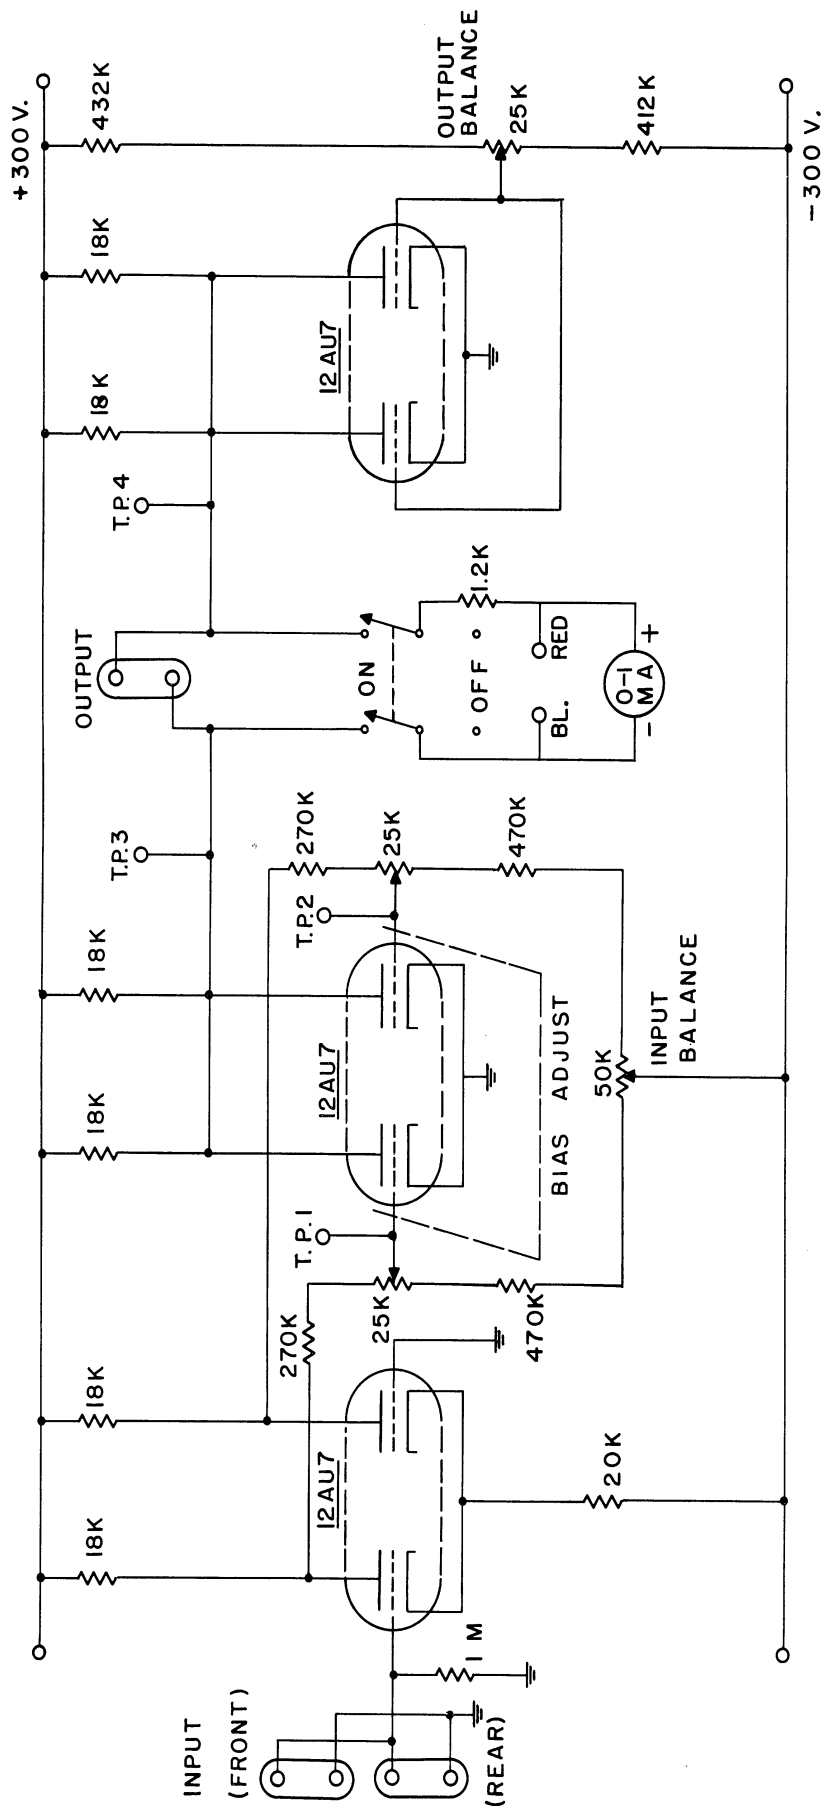 INPUT
(FRONT)
(REAR)
1 M
18K
18K
12AU7
20K
270K
25K
470K
T.P.1
18K
18K
12AU7
BIAS ADJUST
50K
INPUT
BALANCE
T.P.2
270K
25K
470K
T.P.3
OUTPUT
ON
OFF
1.2K
BL.
RED
0-1
MA
-
+
T.P.4
18K
18K
12AU7
+300V.
432K
OUTPUT
BALANCE
25K
412K
-300V.